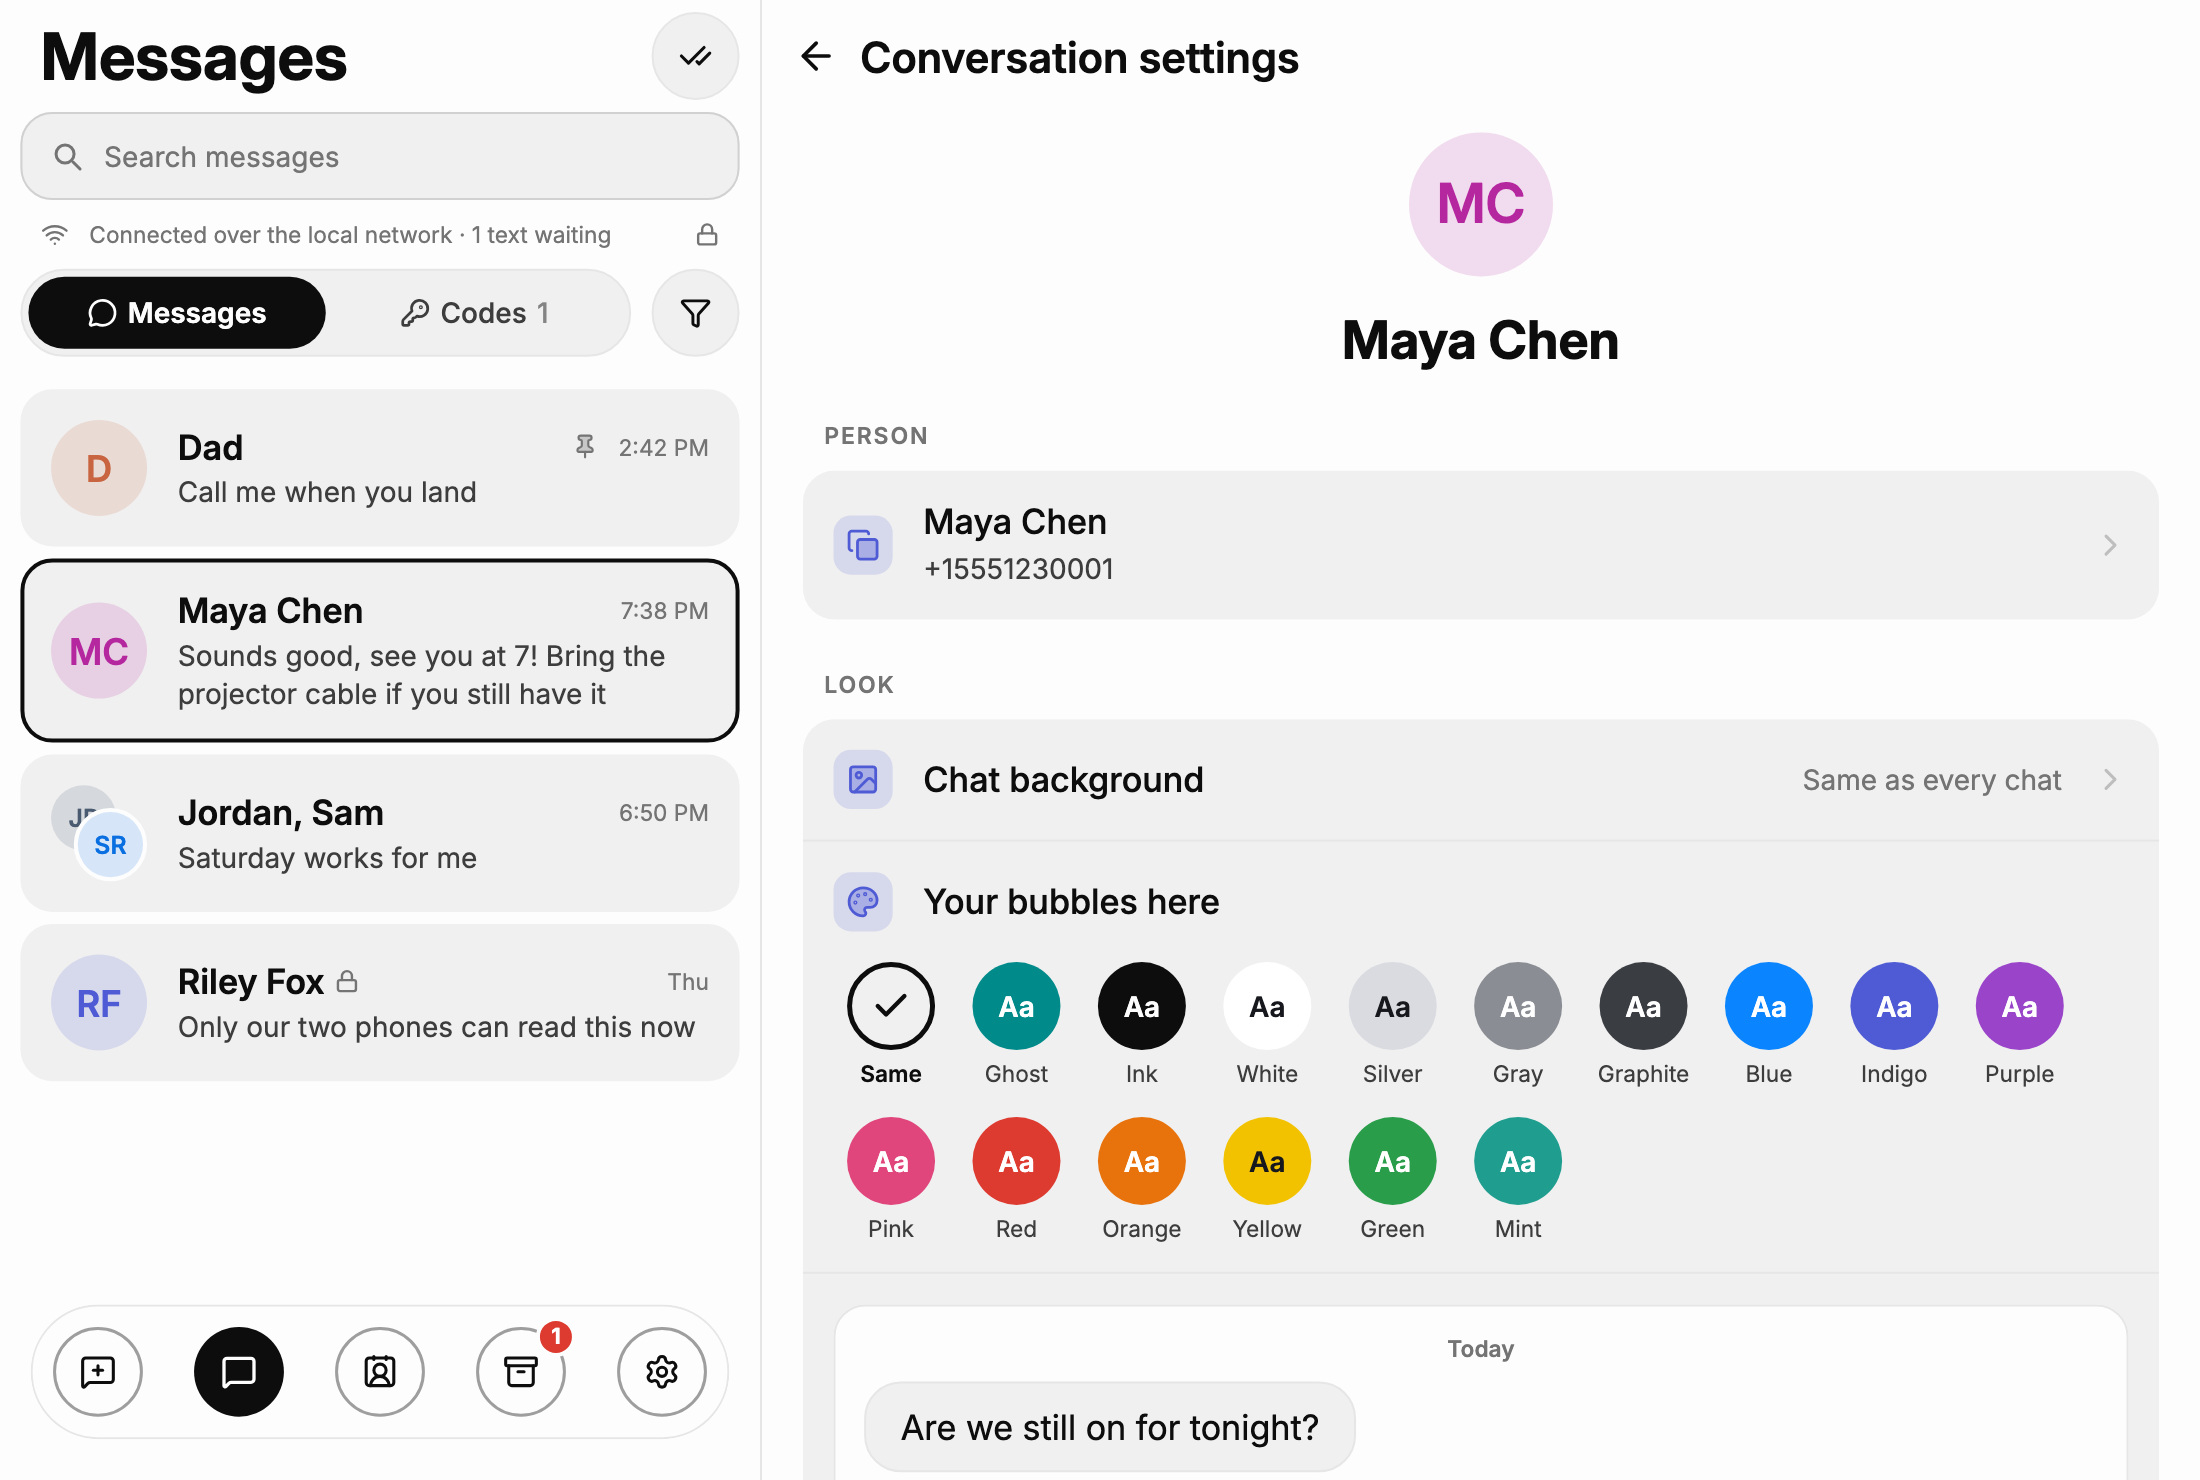 Messages
Search messages
Connected over the local network · 1 text waiting
Messages
Codes 1
D
Dad
2:42 PM
Call me when you land
MC
Maya Chen
7:38 PM
Sounds good, see you at 7! Bring the
projector cable if you still have it
SR
Jordan, Sam
6:50 PM
Saturday works for me
RF
Riley Fox
Thu
Only our two phones can read this now
1
Conversation settings
MC
Maya Chen
PERSON
Maya Chen
+15551230001
LOOK
Chat background
Same as every chat
Your bubbles here
Aa Aa Aa Aa Aa Aa Aa Aa Aa
Same Ghost Ink White Silver Gray Graphite Blue Indigo Purple
Aa Aa Aa Aa Aa Aa
Pink Red Orange Yellow Green Mint
Today
Are we still on for tonight?